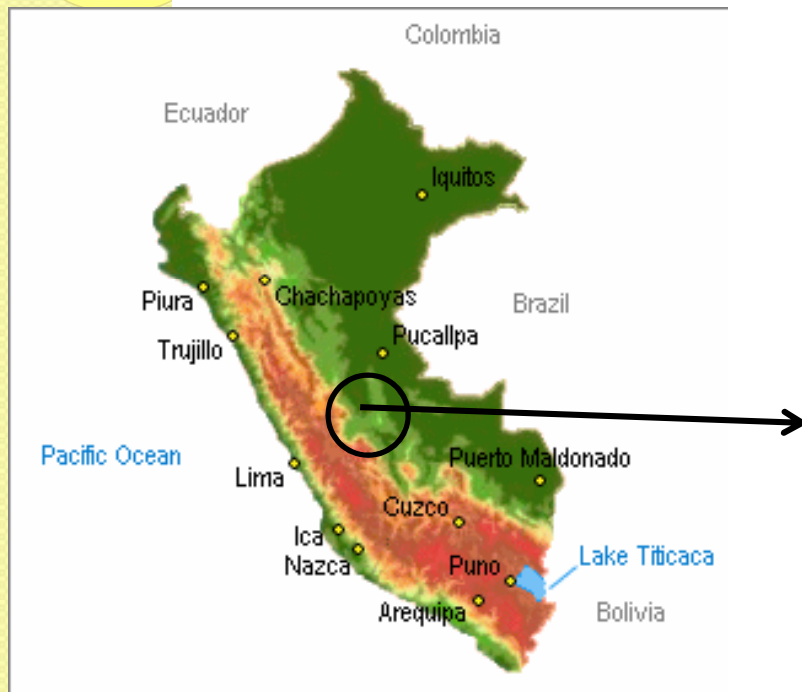 Colombia
Ecuador
Iquitos
Piura
Chachapoyas
Brazil
Trujillo
Pucallpa
Pacific Ocean
Lima
Puerto Maldonado
Cuzco
Ica
Nazca
Puno
Lake Titicaca
Arequipa
Bolivia